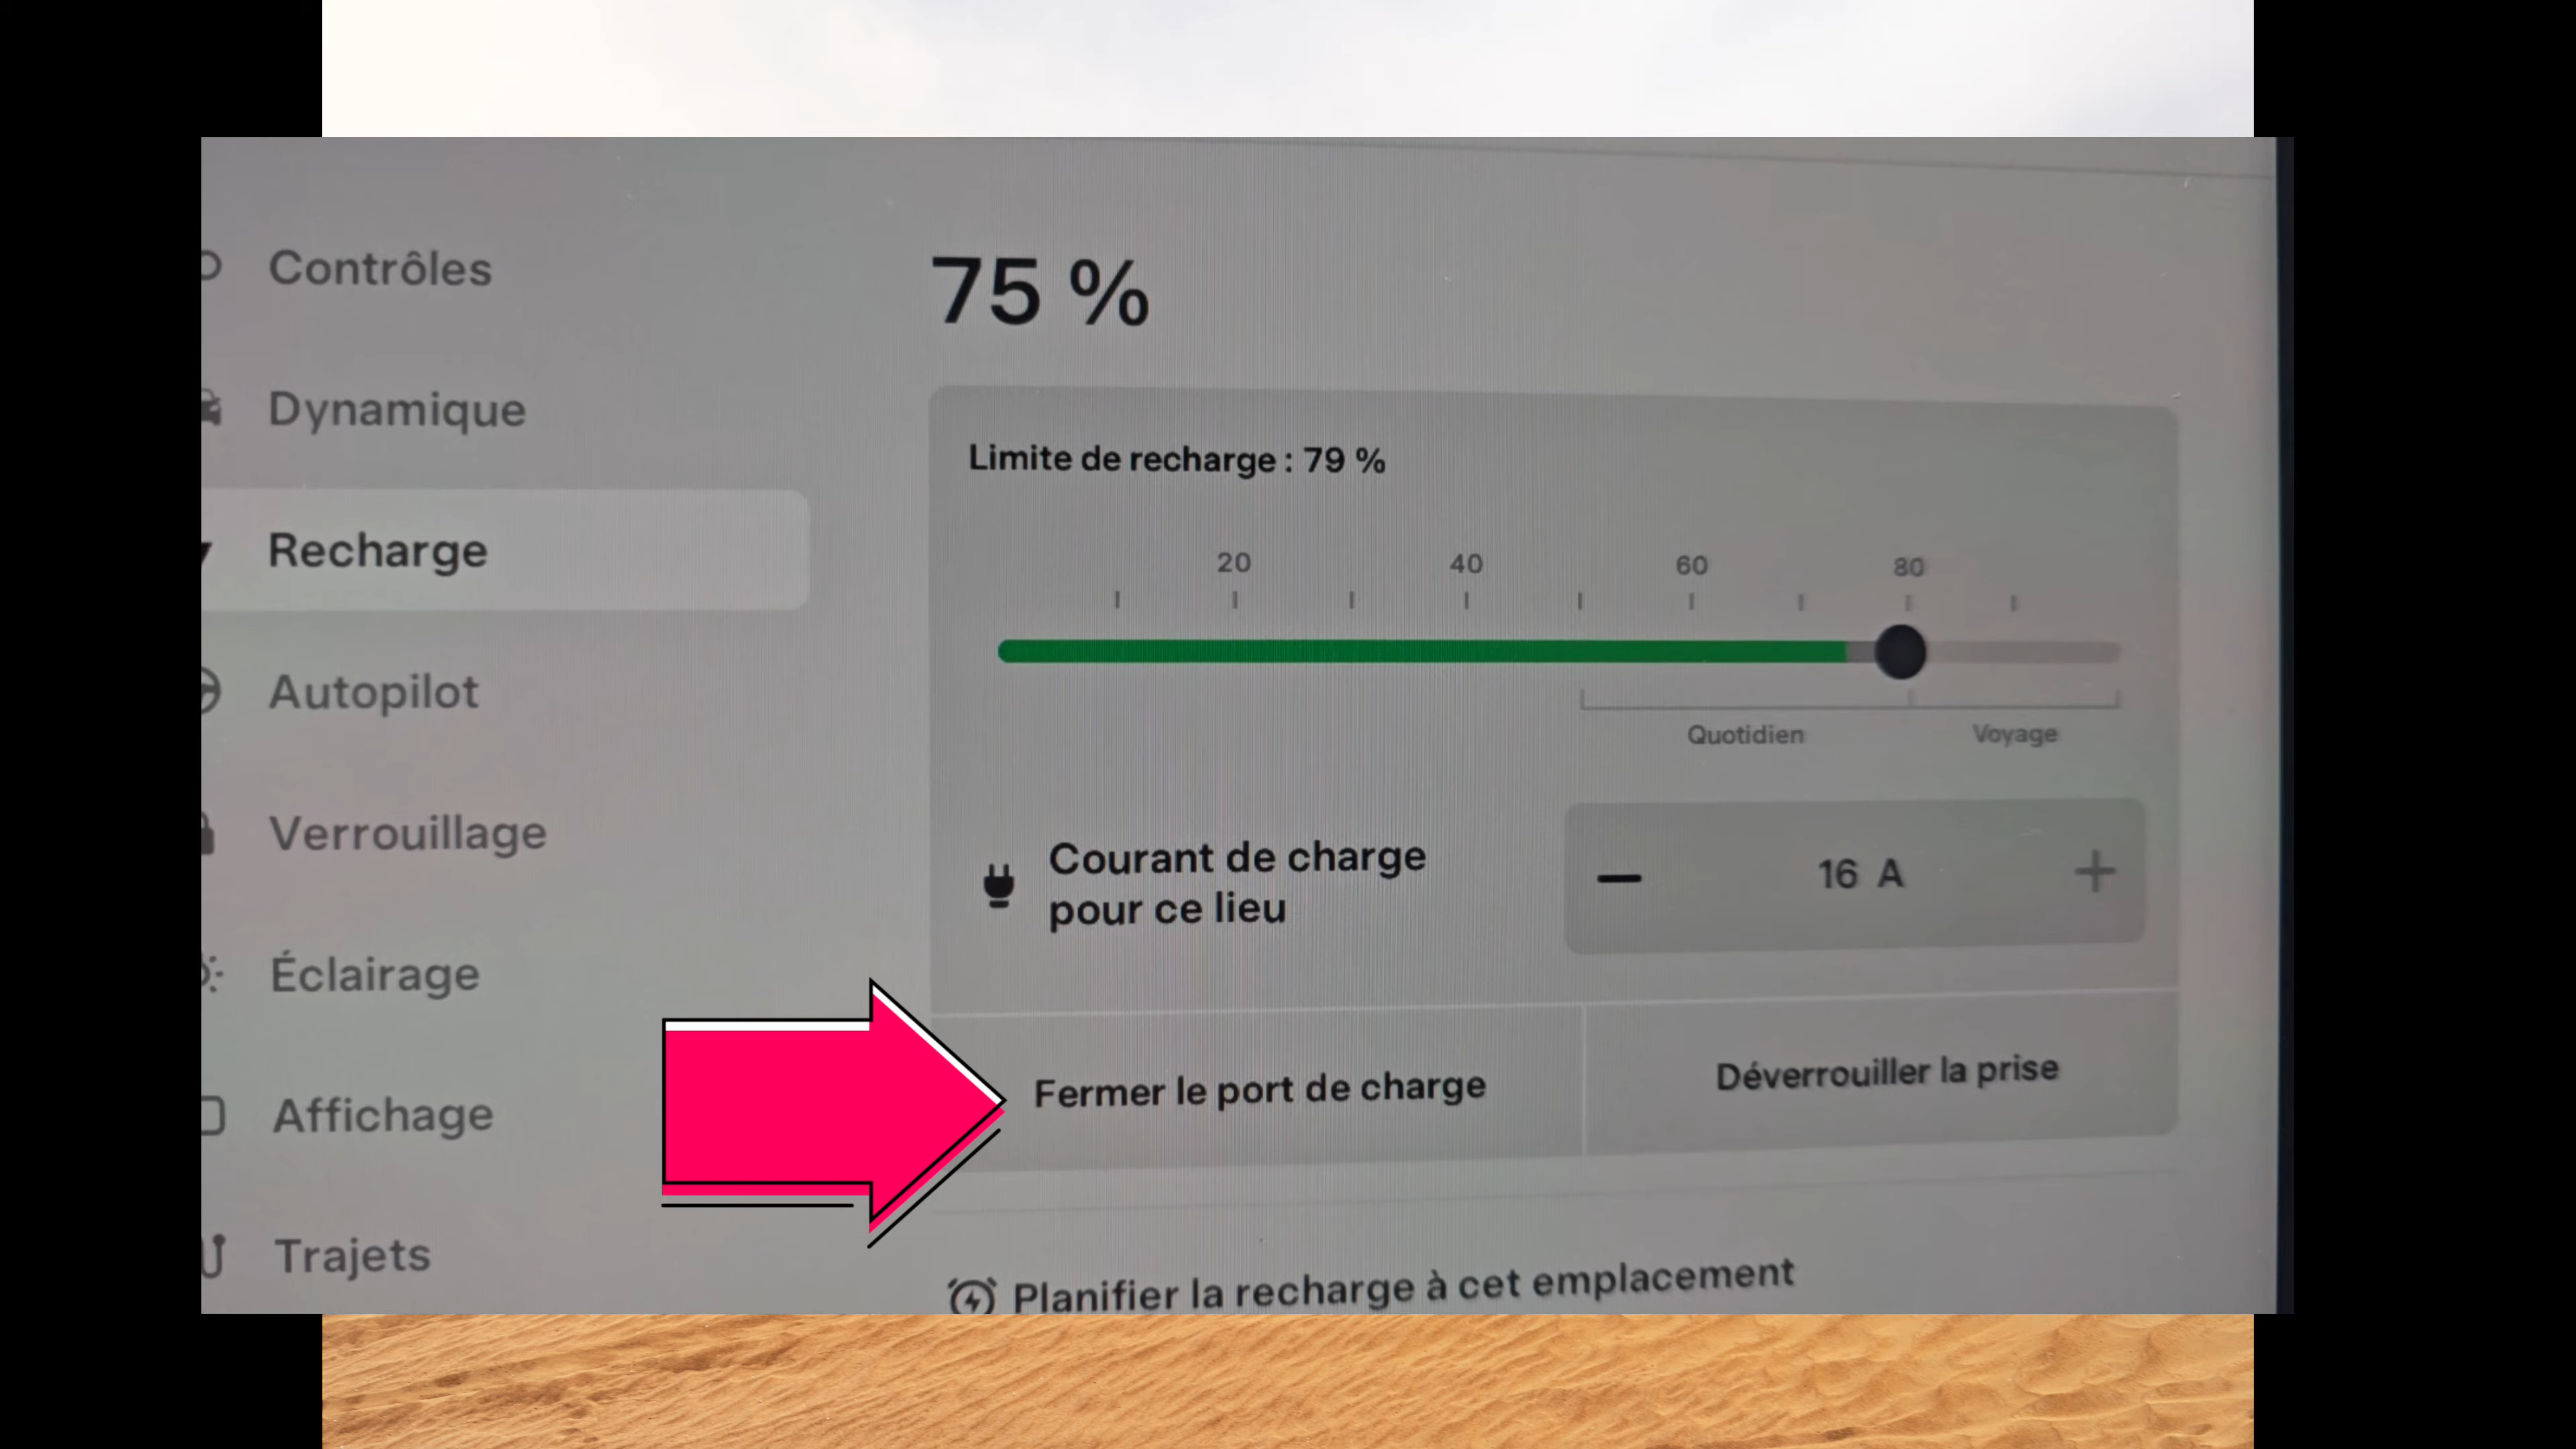 Contrôles
Dynamique
Recharge
Autopilot
Verrouillage
Éclairage
Affichage
Trajets
75 %
Limite de recharge : 79 %
20 40 60 80
Quotidien Voyage
Courant de charge
pour ce lieu
— 16 A +
Fermer le port de charge
Déverrouiller la prise
Planifier la recharge à cet emplacement